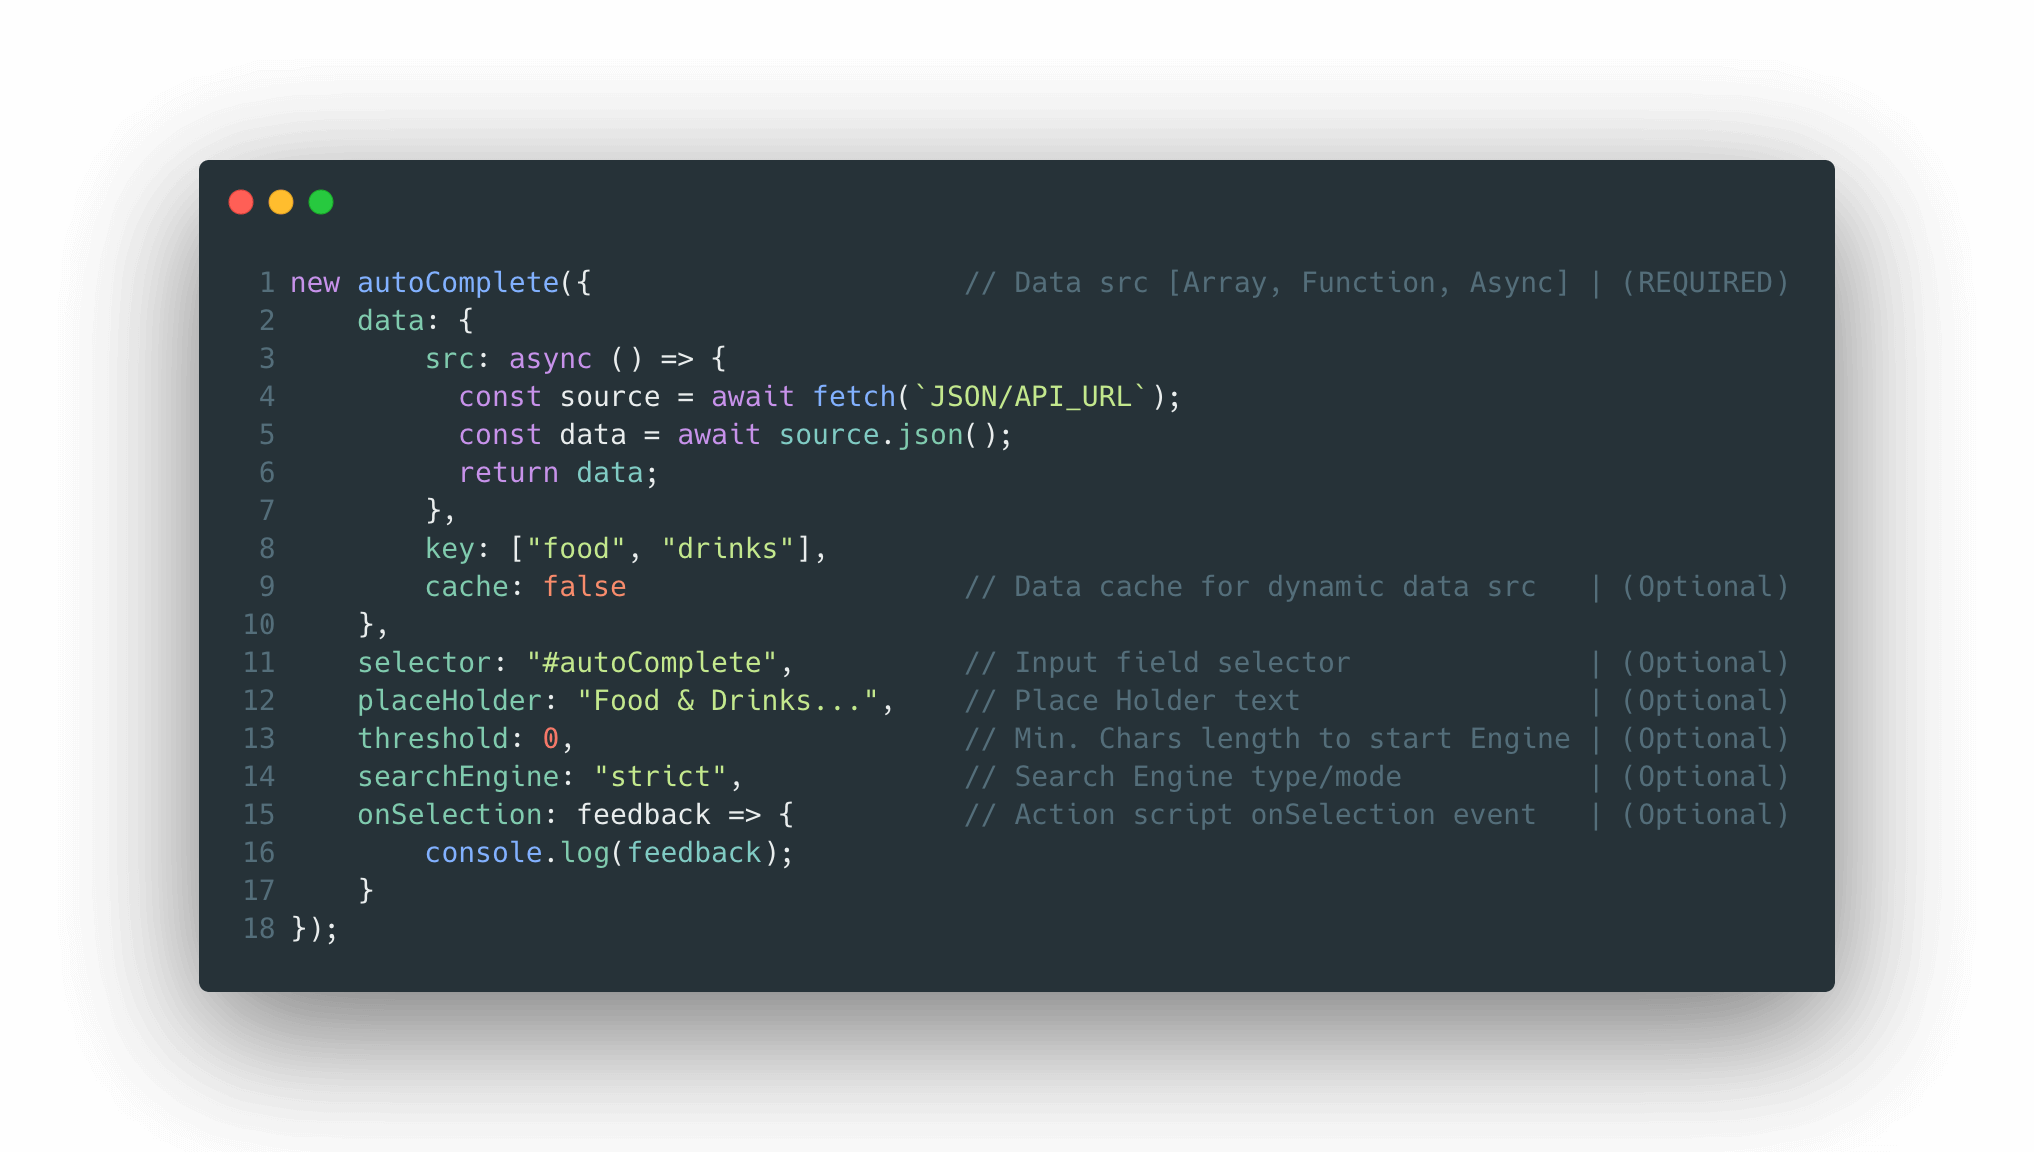 1 new autoComplete({                      // Data src [Array, Function, Async] | (REQUIRED)
2     data: {
3         src: async () => {
4           const source = await fetch(`JSON/API_URL`);
5           const data = await source.json();
6           return data;
7         },
8         key: ["food", "drinks"],
9         cache: false                    // Data cache for dynamic data src   | (Optional)
10     },
11     selector: "#autoComplete",          // Input field selector              | (Optional)
12     placeHolder: "Food & Drinks...",    // Place Holder text                 | (Optional)
13     threshold: 0,                       // Min. Chars length to start Engine | (Optional)
14     searchEngine: "strict",             // Search Engine type/mode           | (Optional)
15     onSelection: feedback => {          // Action script onSelection event   | (Optional)
16         console.log(feedback);
17     }
18 });